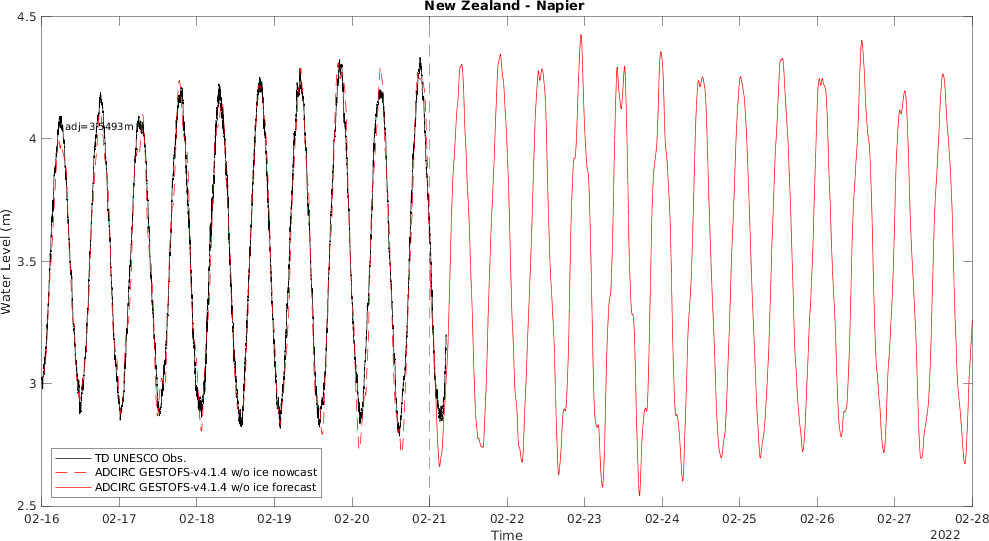 New Zealand - Napier
4.5
4
3.5
3
2.5
Water Level (m)
adj=3.5493m
TD UNESCO Obs.
ADCIRC GESTOFS-v4.1.4 w/o ice nowcast
ADCIRC GESTOFS-v4.1.4 w/o ice forecast
02-16 02-17 02-18 02-19 02-20 02-21 02-22 02-23 02-24 02-25 02-26 02-27 02-28
Time
2022